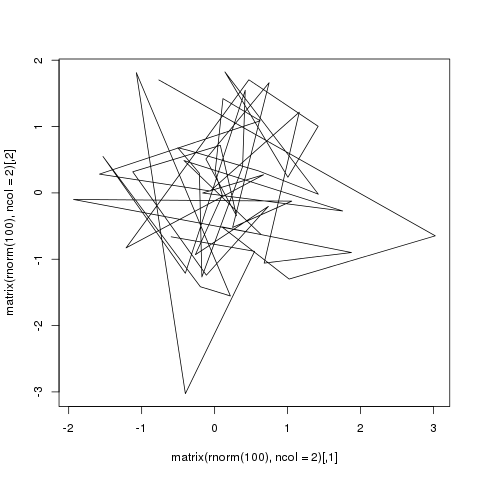 2
1
0
-1
-2
-3
matrix(rnorm(100), ncol = 2)[,2]
-2 -1 0 1 2 3
matrix(rnorm(100), ncol = 2)[,1]